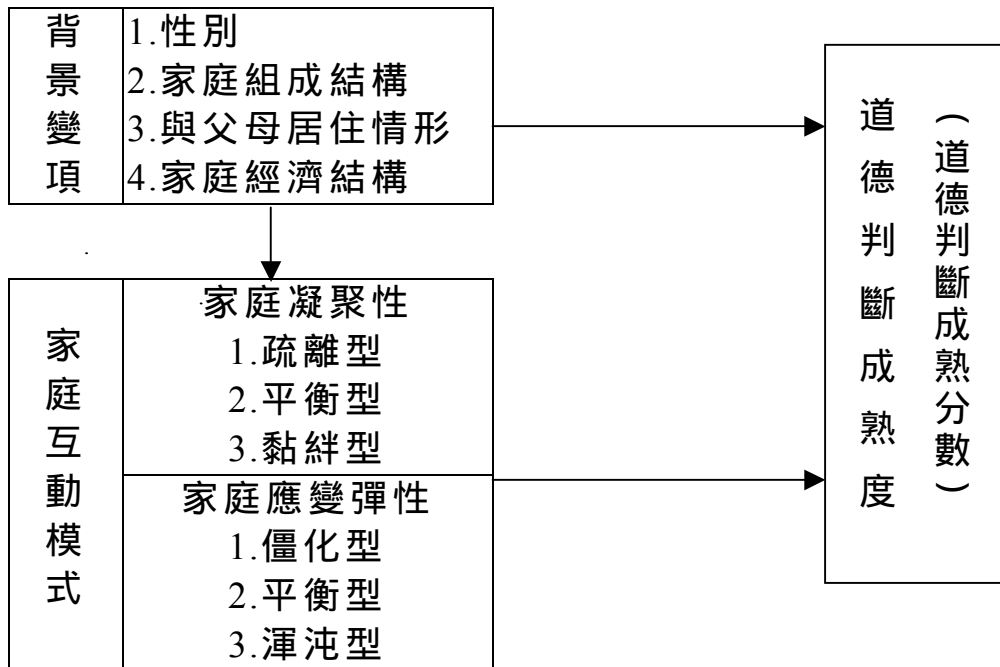 背景變項
1.性別
2.家庭組成結構
3.與父母居住情形
4.家庭經濟結構
家庭互動模式
家庭凝聚性
1.疏離型
2.平衡型
3.黏絆型
家庭應變彈性
1.僵化型
2.平衡型
3.渾沌型
道德判斷成熟度
(道德判斷成熟分數)